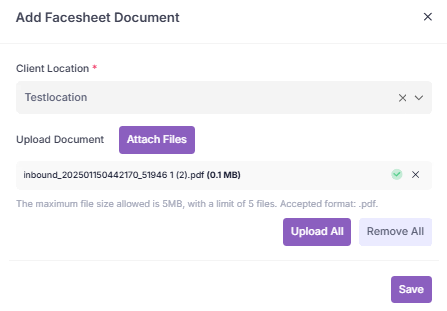 Add Facesheet Document
Client Location *
Testlocation
Upload Document Attach Files
inbound_202501150442170_51946 1 (2).pdf (0.1 MB)
The maximum file size allowed is 5MB, with a limit of 5 files. Accepted format: .pdf.
Upload All Remove All
Save